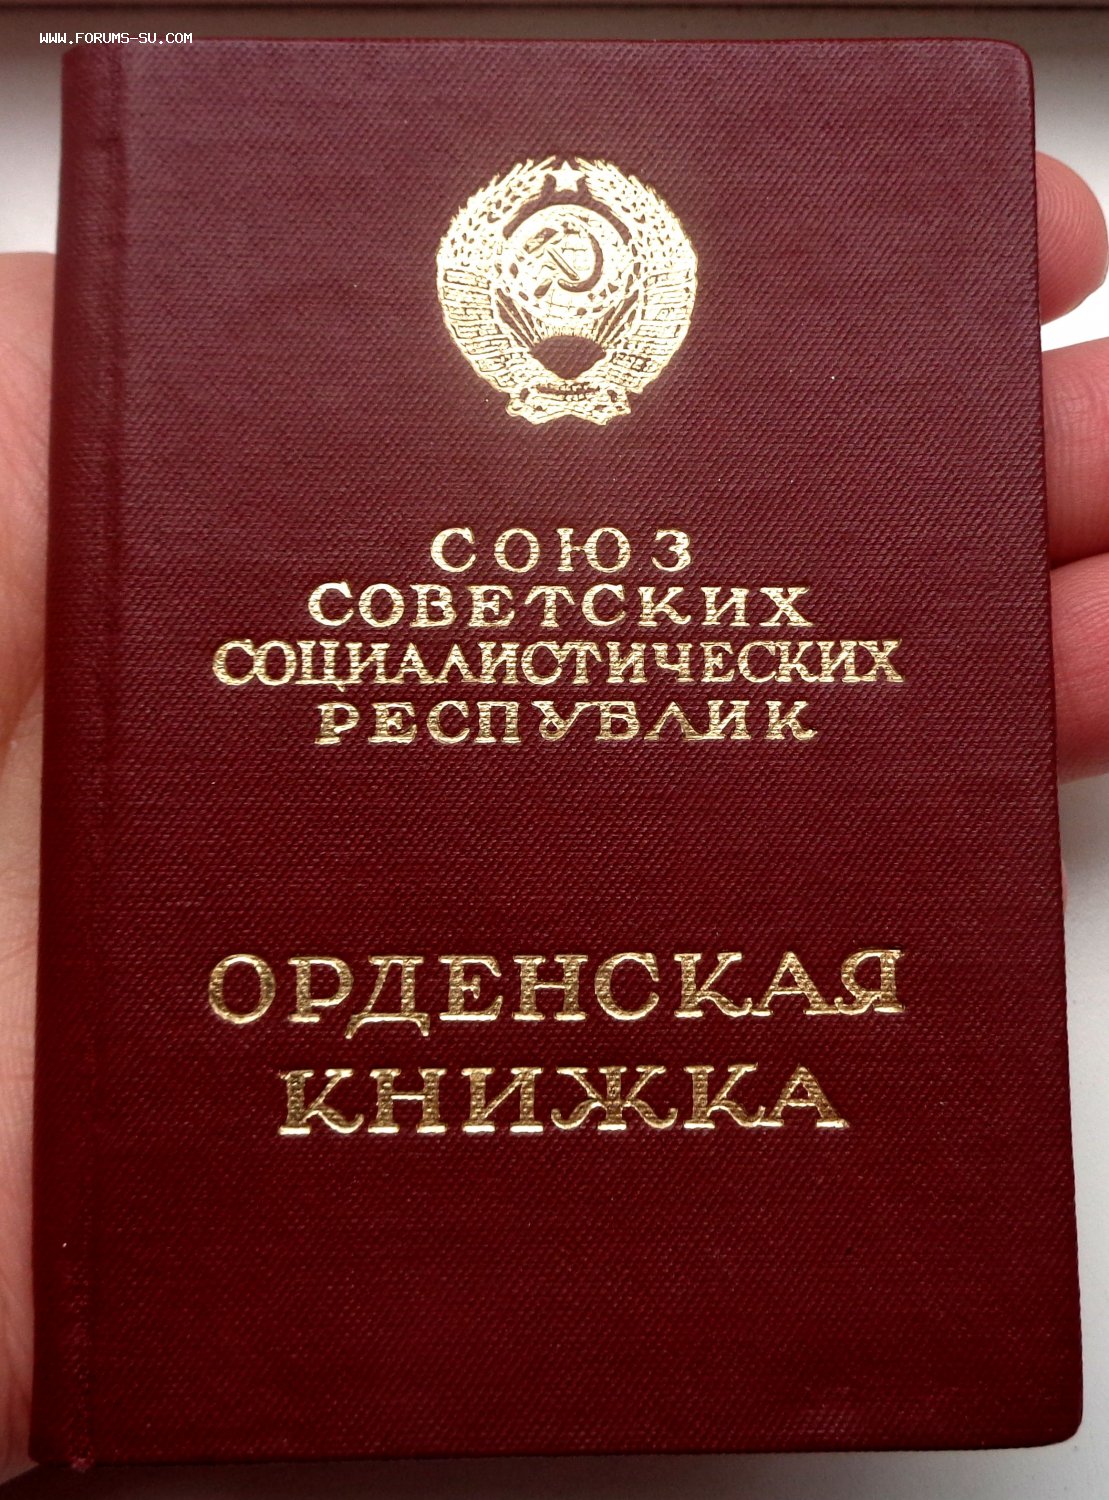 WWW.FORUMS-SU.COM
СОЮЗ
СОВЕТСКИХ
СОЦИАЛИСТИЧЕСКИХ
РЕСПУБЛИК
ОРДЕНСКАЯ
КНИЖКА